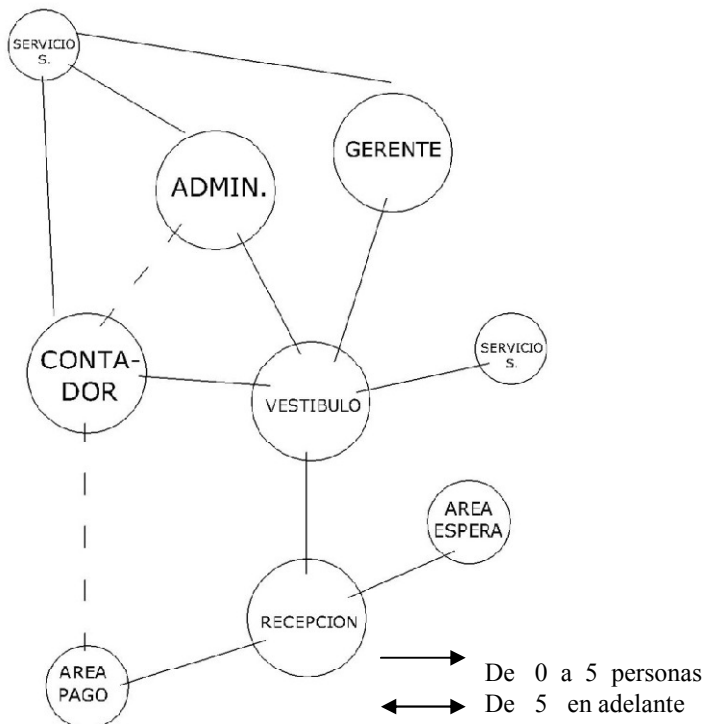 SERVICIO
S.
GERENTE
ADMIN.
CONTA-
DOR
SERVICIO
S.
VESTIBULO
AREA
ESPERA
RECEPCION
AREA
PAGO
De 0 a 5 personas
De 5 en adelante